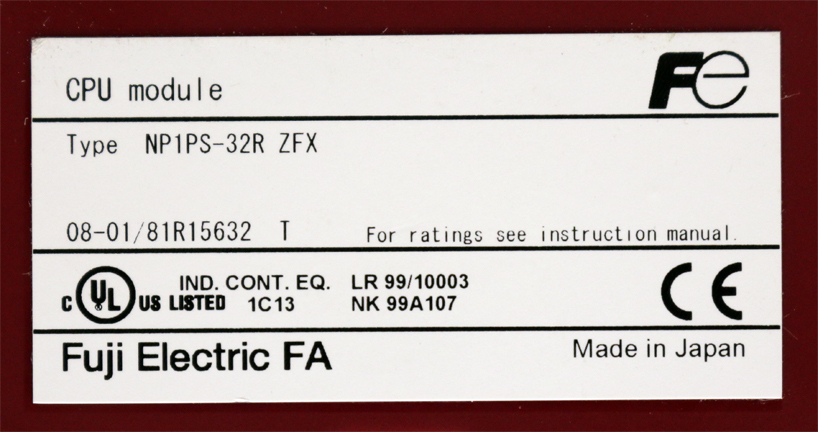 CPU module
Fe
Type NP1PS-32R ZFX
08-01/81R15632 T For ratings see instruction manual.
IND. CONT. EQ. LR 99/10003
C UL US LISTED 1C13 NK 99A107
CE
Fuji Electric FA Made in Japan